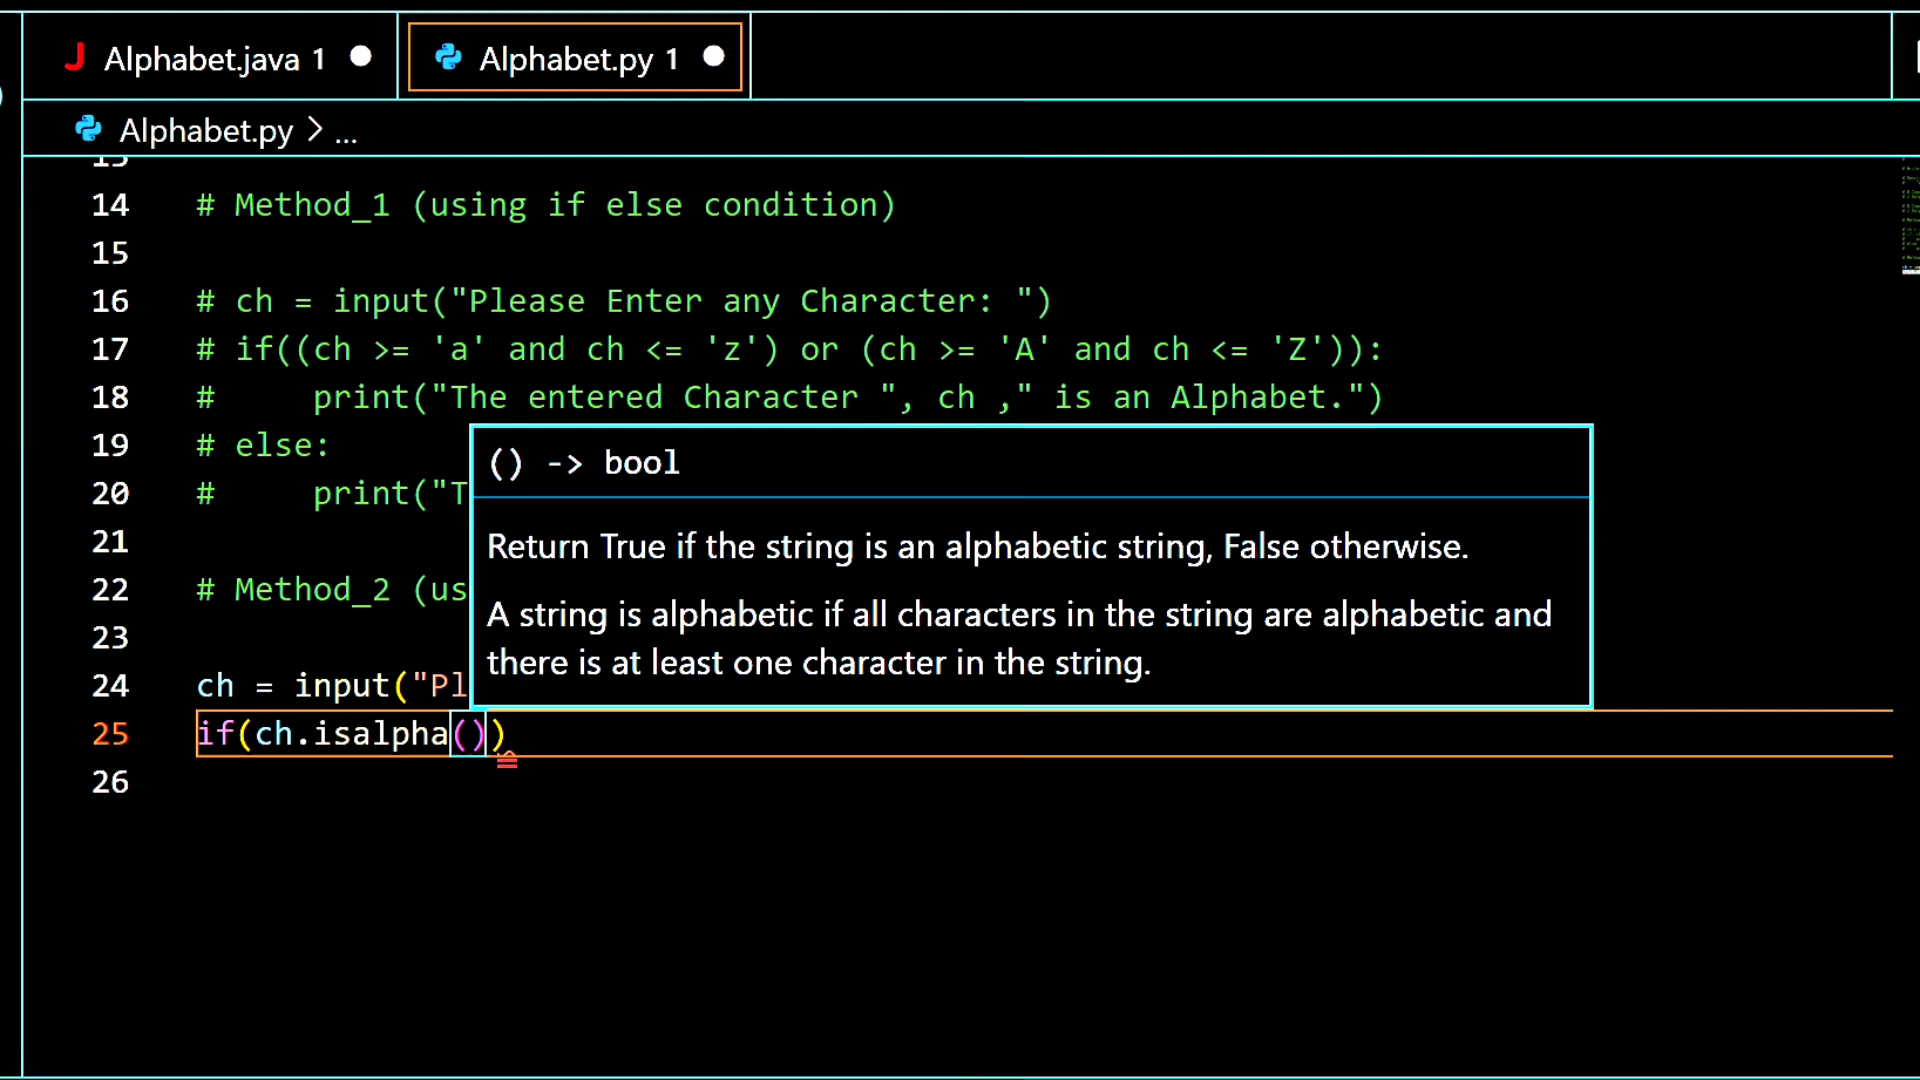 Alphabet.java 1
Alphabet.py 1
Alphabet.py > ...
14 # Method_1 (using if else condition)
15
16 # ch = input("Please Enter any Character: ")
17 # if((ch >= 'a' and ch <= 'z') or (ch >= 'A' and ch <= 'Z')):
18 #     print("The entered Character ", ch ," is an Alphabet.")
19 # else:
20 #     print("T
21
22 # Method_2 (us
23
24 ch = input("Pl
25 if(ch.isalpha())
26
() -> bool
Return True if the string is an alphabetic string, False otherwise.
A string is alphabetic if all characters in the string are alphabetic and
there is at least one character in the string.